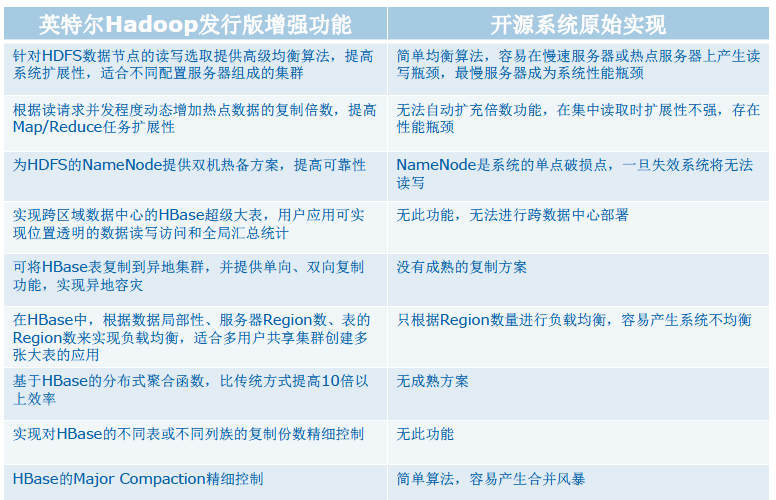 英特尔Hadoop发行版增强功能
开源系统原始实现
针对HDFS数据节点的读写选取提供高级均衡算法，提高
系统扩展性，适合不同配置服务器组成的集群
简单均衡算法，容易在慢速服务器或热点服务器上产生读
写瓶颈，最慢服务器成为系统性能瓶颈
根据读请求并发程度动态增加热点数据的复制倍数，提高
Map/Reduce任务扩展性
无法自动扩充倍数功能，在集中读取时扩展性不强，存在
性能瓶颈
为HDFS的NameNode提供双机热备方案，提高可靠性
NameNode是系统的单点破损点，一旦失效系统将无法
读写
实现跨区域数据中心的HBase超级大表，用户应用可实
现位置透明的数据读写访问和全局汇总统计
无此功能，无法进行跨数据中心部署
可将HBase表复制到异地集群，并提供单向、双向复制
功能，实现异地容灾
没有成熟的复制方案
在HBase中，根据数据局部性、服务器Region数、表的
Region数来实现负载均衡，适合多用户共享集群创建多
张大表的应用
只根据Region数量进行负载均衡，容易产生系统不均衡
基于HBase的分布式聚合函数，比传统方式提高10倍以
上效率
无成熟方案
实现对HBase的不同表或不同列族的复制份数精细控制
无此功能
HBase的Major Compaction精细控制
简单算法，容易产生合并风暴